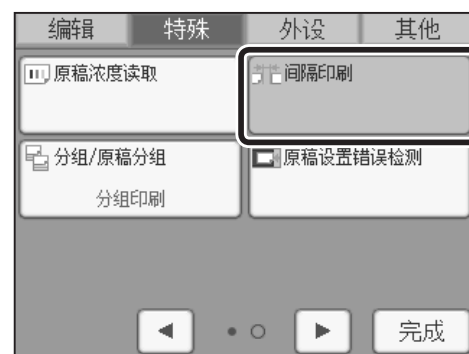 编辑 特殊 外设 其他
原稿浓度读取 间隔印刷
分组/原稿分组 原稿设置错误检测
分组印刷
完成